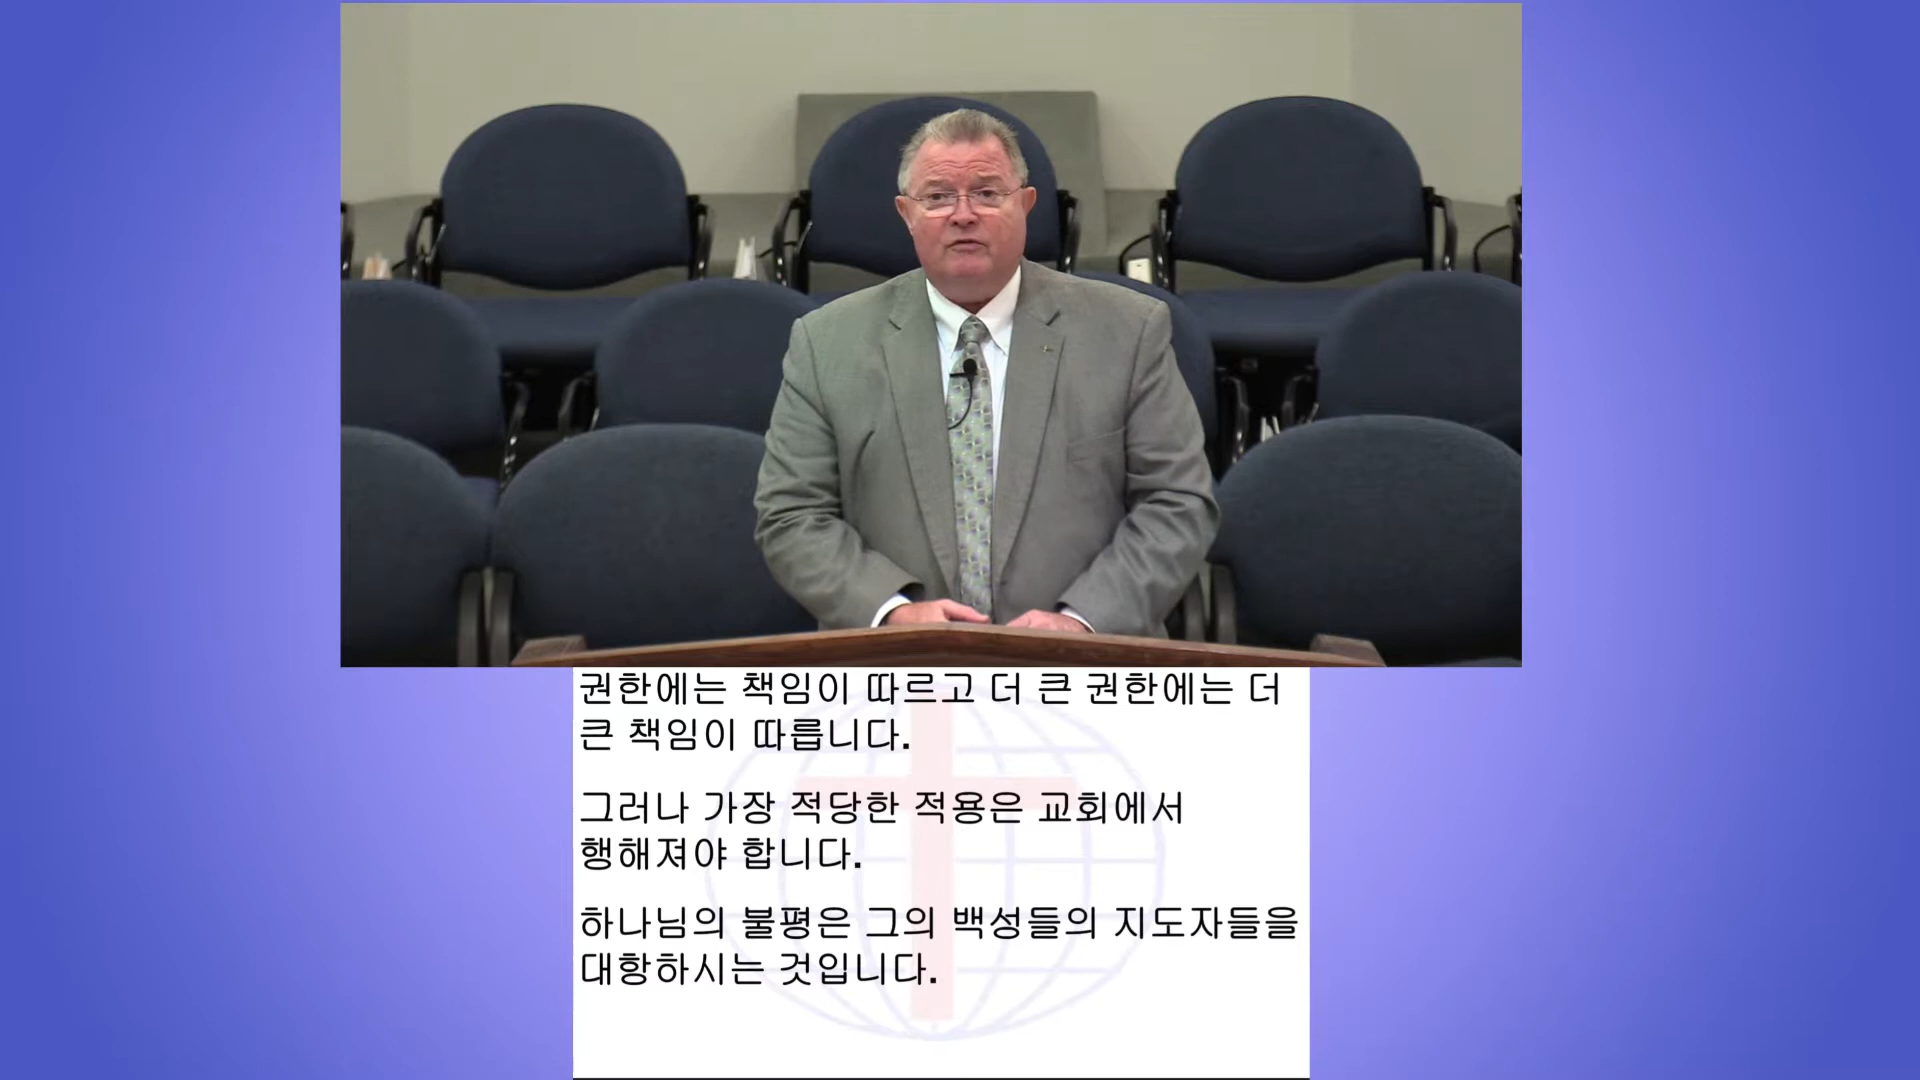 권한에는 책임이 따르고 더 큰 권한에는 더
큰 책임이 따릅니다.
그러나 가장 적당한 적용은 교회에서
행해져야 합니다.
하나님의 불평은 그의 백성들의 지도자들을
대항하시는 것입니다.